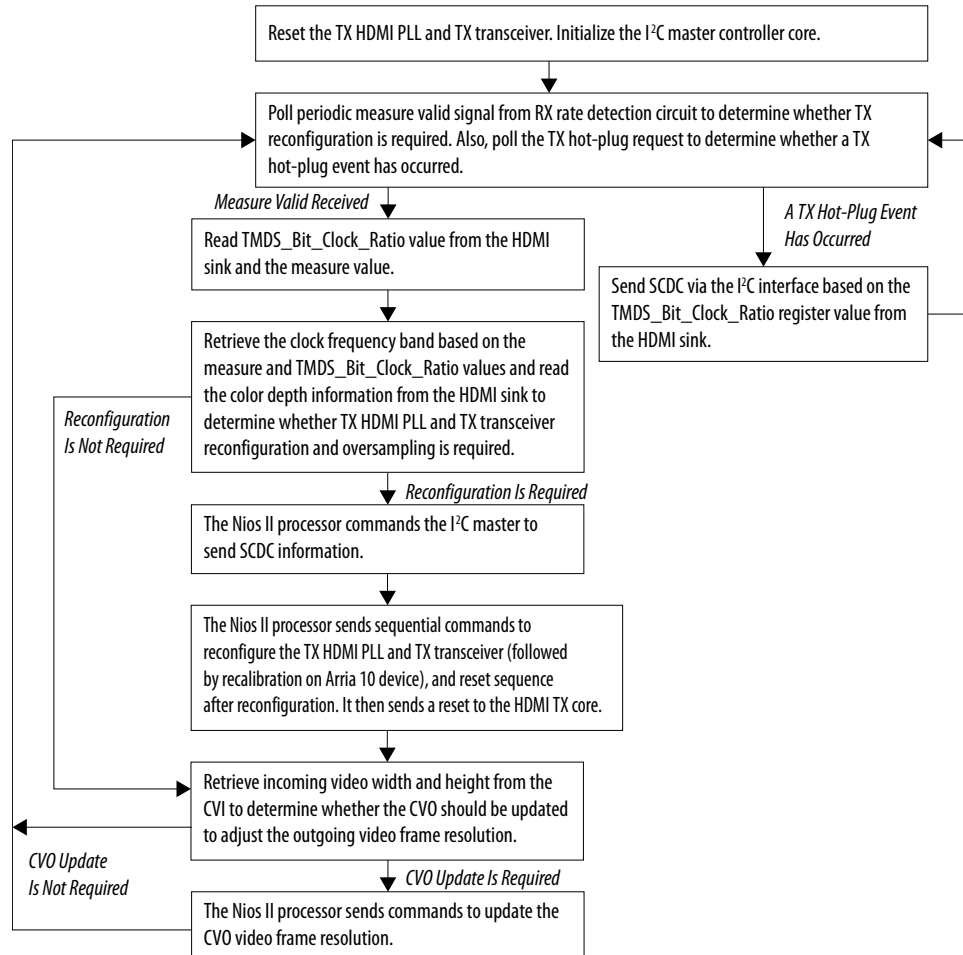 Reset the TX HDMI PLL and TX transceiver. Initialize the I²C master controller core.
Poll periodic measure valid signal from RX rate detection circuit to determine whether TX
reconfiguration is required. Also, poll the TX hot-plug request to determine whether a TX
hot-plug event has occurred.
Measure Valid Received
A TX Hot-Plug Event
Has Occurred
Read TMDS_Bit_Clock_Ratio value from the HDMI
sink and the measure value.
Send SCDC via the I²C interface based on the
TMDS_Bit_Clock_Ratio register value from
the HDMI sink.
Retrieve the clock frequency band based on the
measure and TMDS_Bit_Clock_Ratio values and read
the color depth information from the HDMI sink to
determine whether TX HDMI PLL and TX transceiver
reconfiguration and oversampling is required.
Reconfiguration
Is Not Required
Reconfiguration Is Required
The Nios II processor commands the I²C master to
send SCDC information.
The Nios II processor sends sequential commands to
reconfigure the TX HDMI PLL and TX transceiver (followed
by recalibration on Arria 10 device), and reset sequence
after reconfiguration. It then sends a reset to the HDMI TX core.
Retrieve incoming video width and height from the
CVI to determine whether the CVO should be updated
to adjust the outgoing video frame resolution.
CVO Update
Is Not Required
CVO Update Is Required
The Nios II processor sends commands to update the
CVO video frame resolution.